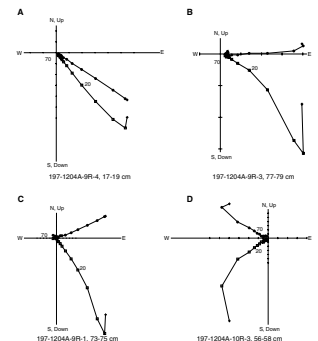 A
N, Up
W
E
70
20
S, Down
197-1204A-9R-4, 17-19 cm
B
N, Up
W
E
70
20
S, Down
197-1204A-9R-3, 77-79 cm
C
N, Up
W
E
70
20
S, Down
197-1204A-9R-1. 73-75 cm
D
N, Up
W
E
70
20
S, Down
197-1204A-10R-3. 56-58 cm